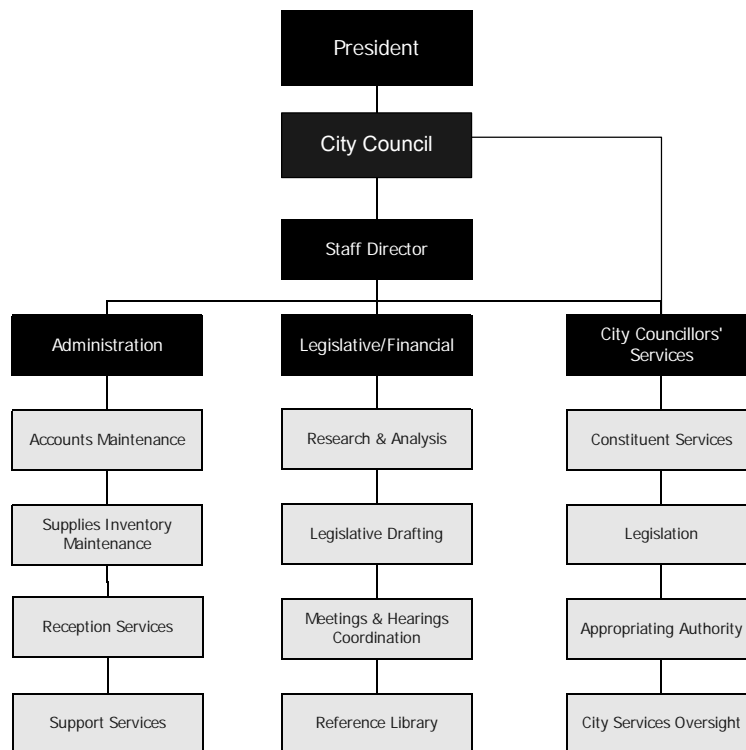 President
City Council
Staff Director
Administration
Legislative/Financial
City Councillors'
Services
Accounts Maintenance
Research & Analysis
Constituent Services
Supplies Inventory
Maintenance
Legislative Drafting
Legislation
Reception Services
Meetings & Hearings
Coordination
Appropriating Authority
Support Services
Reference Library
City Services Oversight